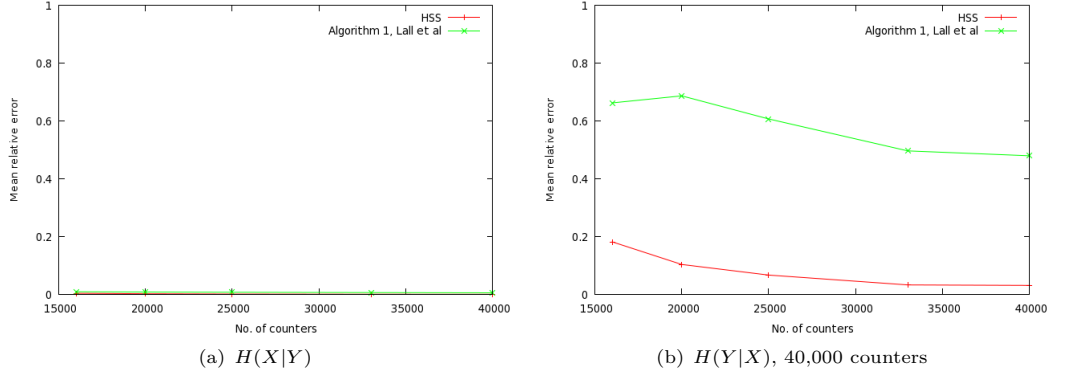 1
0.8
0.6
0.4
0.2
0
Mean relative error
HSS
Algorithm 1, Lall et al
15000 20000 25000 30000 35000 40000
No. of counters
(a) H(X|Y)
1
0.8
0.6
0.4
0.2
0
Mean relative error
HSS
Algorithm 1, Lall et al
15000 20000 25000 30000 35000 40000
No. of counters
(b) H(Y|X), 40,000 counters